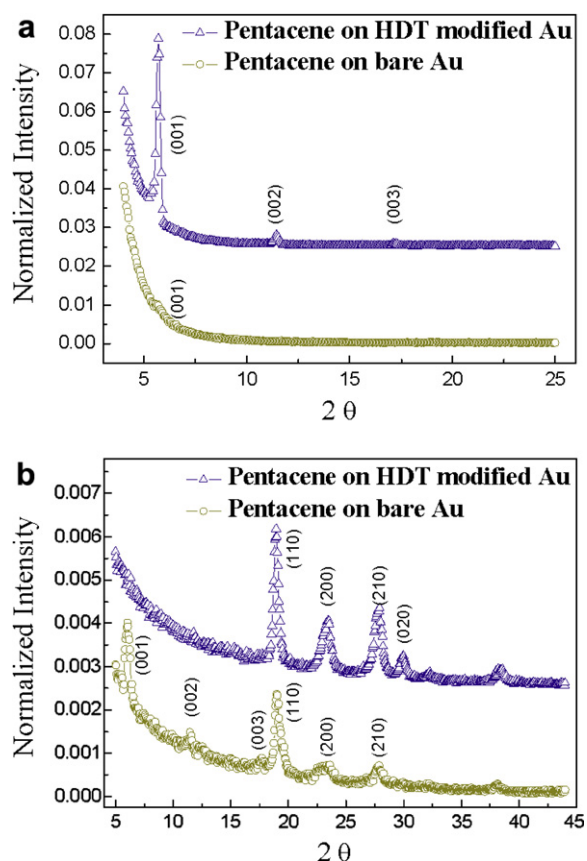 a
Pentacene on HDT modified Au
Pentacene on bare Au
Normalized Intensity
0.08
0.07
0.06
0.05
0.04
0.03
0.02
0.01
0.00
(001)
(002)
(003)
(001)
5 10 15 20 25
2 θ
b
Pentacene on HDT modified Au
Pentacene on bare Au
Normalized Intensity
0.007
0.006
0.005
0.004
0.003
0.002
0.001
0.000
(110)
(200)
(210)
(020)
(001)
(002)
(003)
(110)
(200)
(210)
5 10 15 20 25 30 35 40 45
2 θ